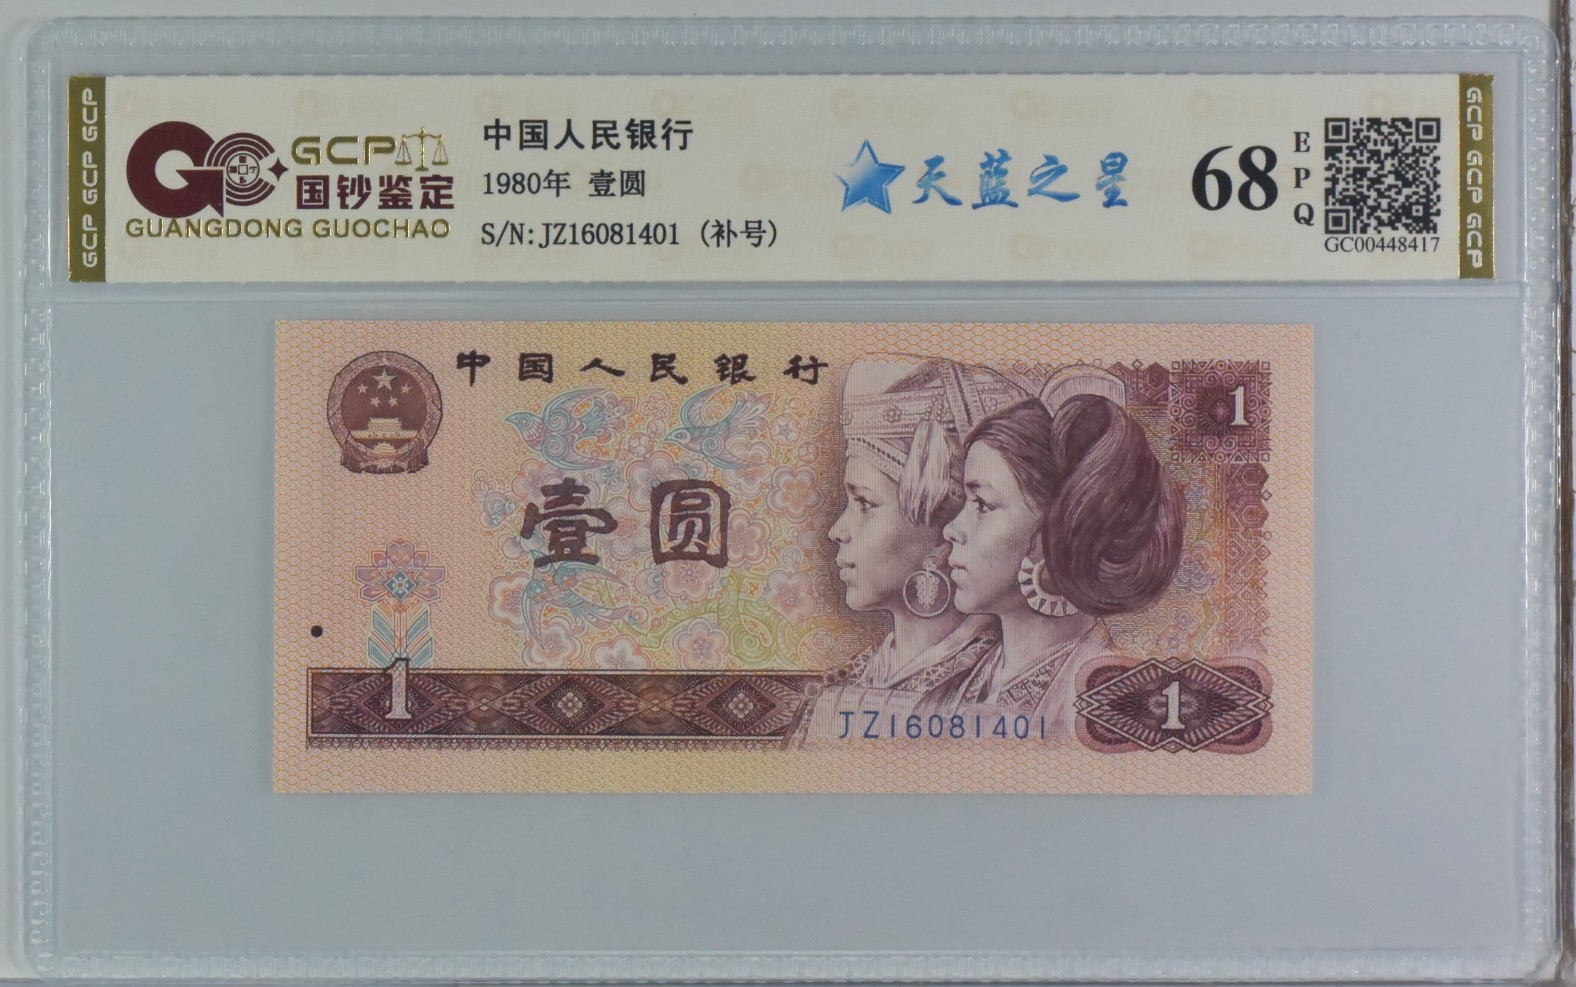 GCP GCP GCP
GCP
国钞鉴定
GUANGDONG GUOCHAO
中国人民银行
1980年 壹圆
S/N:JZ16081401 (补号)
天蓝之星
68
EPQ
GC00448417
GCP GCP GCP
中国人民银行
1
壹圆
1
JZ16081401
1